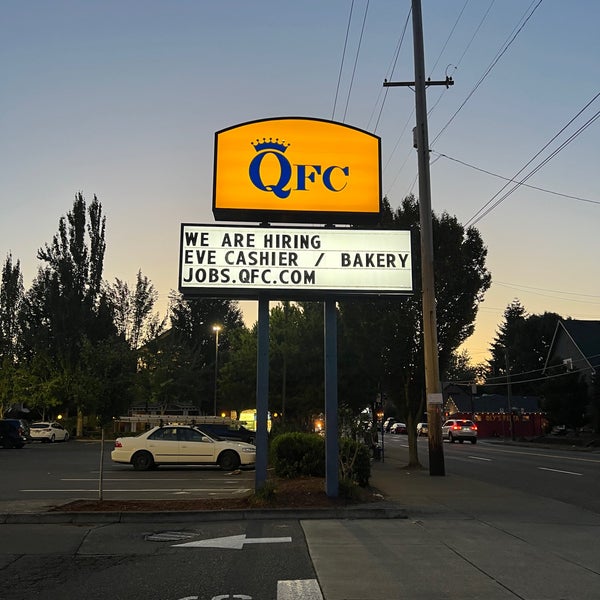 QFC
WE ARE HIRING
EVE CASHIER / BAKERY
JOBS.QFC.COM